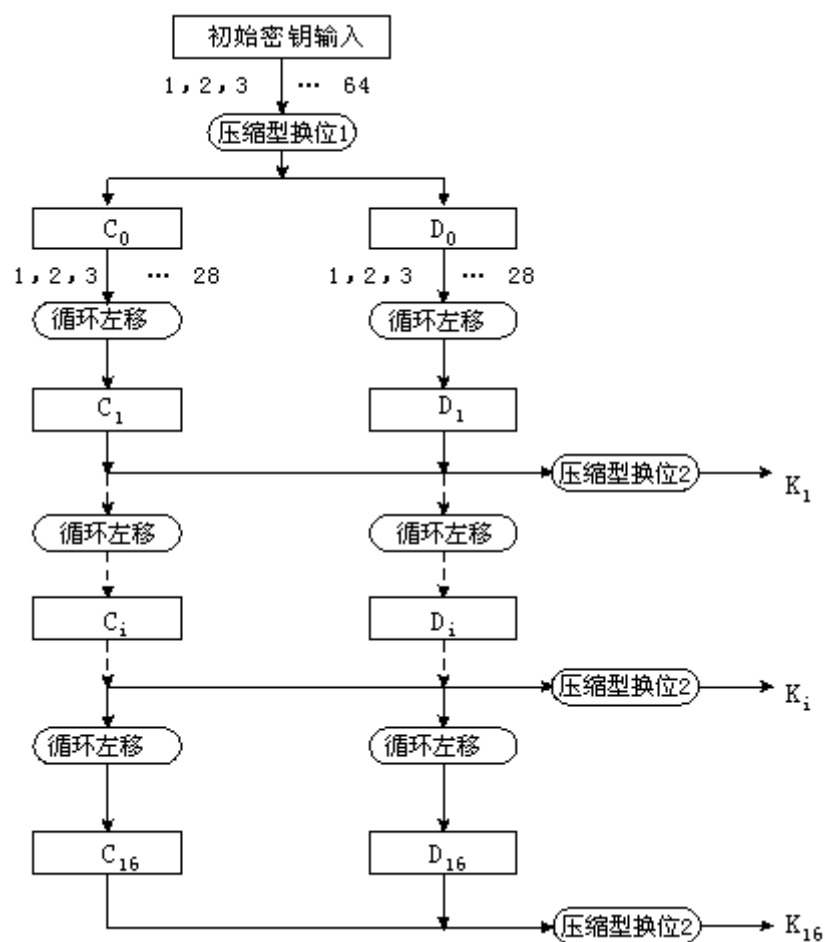 初始密钥输入
1,2,3 … 64
压缩型换位1
C₀ D₀
1,2,3 … 28 1,2,3 … 28
循环左移 循环左移
C₁ D₁
压缩型换位2 K₁
循环左移 循环左移
Cᵢ Dᵢ
压缩型换位2 Kᵢ
循环左移 循环左移
C₁₆ D₁₆
压缩型换位2 K₁₆